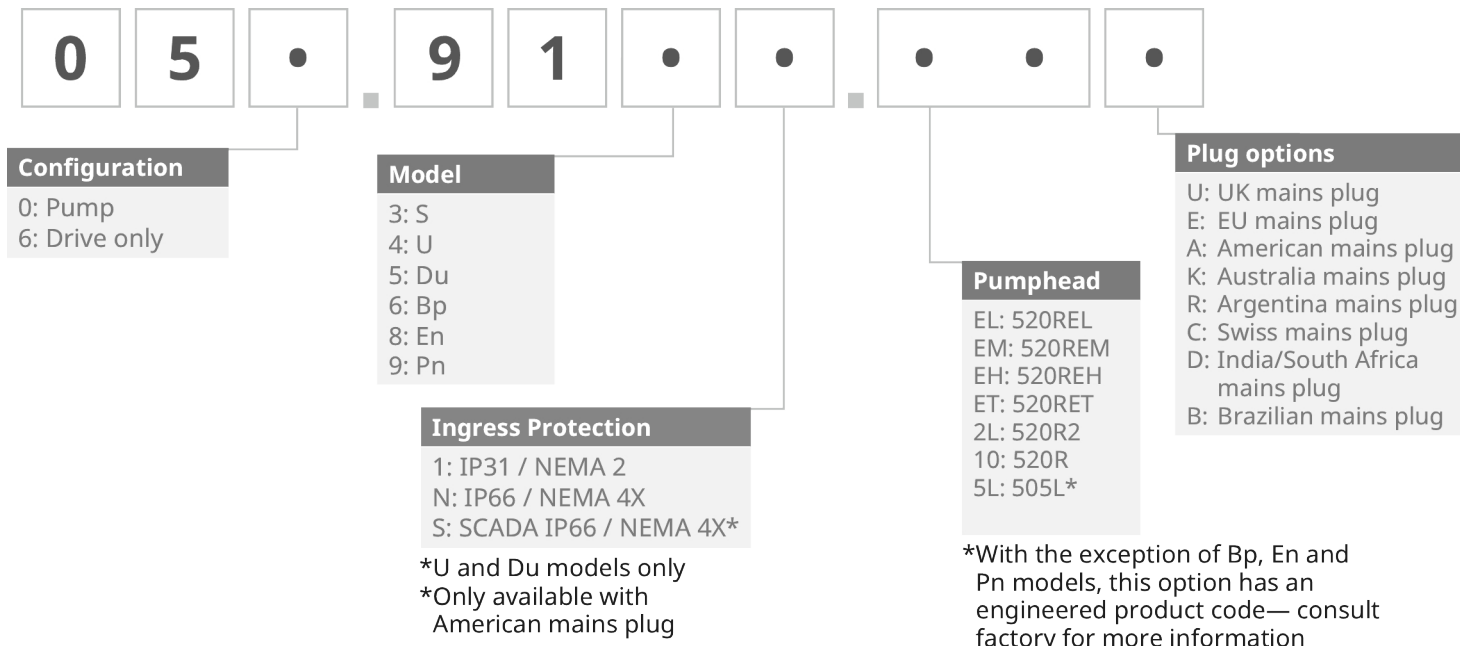 0 5 • . 9 1 • • . • • •
Configuration
0: Pump
6: Drive only
Model
3: S
4: U
5: Du
6: Bp
8: En
9: Pn
Ingress Protection
1: IP31 / NEMA 2
N: IP66 / NEMA 4X
S: SCADA IP66 / NEMA 4X*
*U and Du models only
*Only available with
American mains plug
Pumphead
EL: 520REL
EM: 520REM
EH: 520REH
ET: 520RET
2L: 520R2
10: 520R
5L: 505L*
*With the exception of Bp, En and
Pn models, this option has an
engineered product code— consult
factory for more information
Plug options
U: UK mains plug
E: EU mains plug
A: American mains plug
K: Australia mains plug
R: Argentina mains plug
C: Swiss mains plug
D: India/South Africa
mains plug
B: Brazilian mains plug